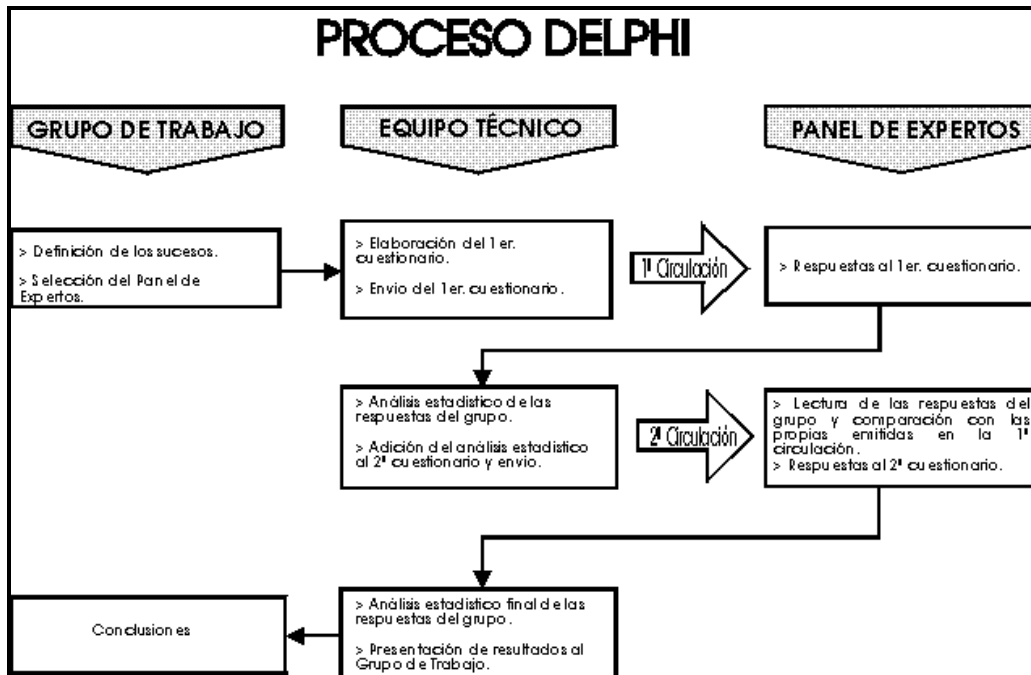 PROCESO DELPHI
GRUPO DE TRABAJO
EQUIPO TÉCNICO
PANEL DE EXPERTOS
> Definición de los sucesos.
> Selección del Panel de
Expertos.
> Elaboración del 1er.
cuestionario.
> Envio del 1er. cuestionario.
1ª Circulación
> Respuestas al 1er. cuestionario.
> Análisis estadístico de las
respuestas del grupo.
> Adición del análisis estadístico
al 2º cuestionario y envio.
2ª Circulación
> Lectura de las respuestas del
grupo y comparación con las
propias emitidas en la 1ª
circulación.
> Respuestas al 2º cuestionario.
Conclusiones
> Análisis estadístico final de las
respuestas del grupo.
> Presentación de resultados al
Grupo de Trabajo.